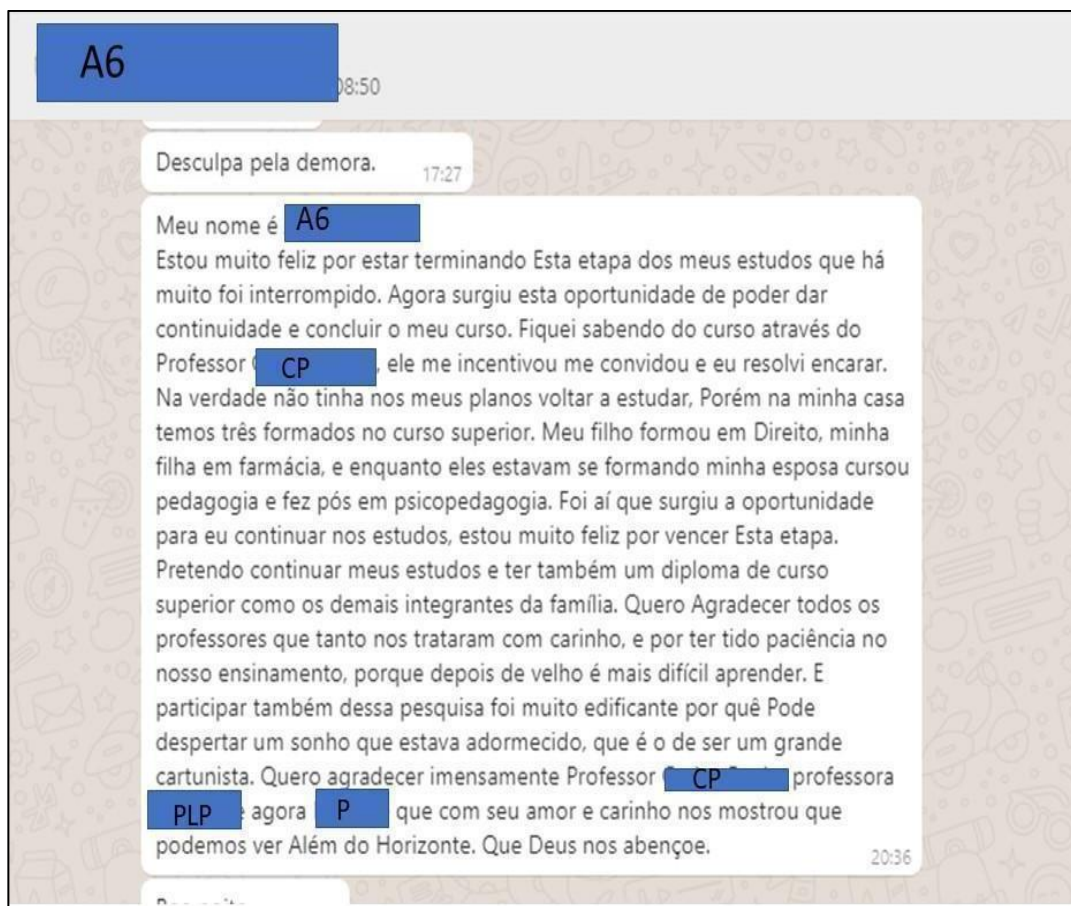 A6
08:50
Desculpa pela demora.
17:27
Meu nome é A6
Estou muito feliz por estar terminando Esta etapa dos meus estudos que há
muito foi interrompido. Agora surgiu esta oportunidade de poder dar
continuidade e concluir o meu curso. Fiquei sabendo do curso através do
Professor CP, ele me incentivou me convidou e eu resolvi encarar.
Na verdade não tinha nos meus planos voltar a estudar, Porém na minha casa
temos três formados no curso superior. Meu filho formou em Direito, minha
filha em farmácia, e enquanto eles estavam se formando minha esposa cursou
pedagogia e fez pós em psicopedagogia. Foi aí que surgiu a oportunidade
para eu continuar nos estudos, estou muito feliz por vencer Esta etapa.
Pretendo continuar meus estudos e ter também um diploma de curso
superior como os demais integrantes da família. Quero Agradecer todos os
professores que tanto nos trataram com carinho, e por ter tido paciência no
nosso ensinamento, porque depois de velho é mais difícil aprender. E
participar também dessa pesquisa foi muito edificante por quê Pode
despertar um sonho que estava adormecido, que é o de ser um grande
cartunista. Quero agradecer imensamente Professor CP professora
PLP e agora P que com seu amor e carinho nos mostrou que
podemos ver Além do Horizonte. Que Deus nos abençoe.
20:36